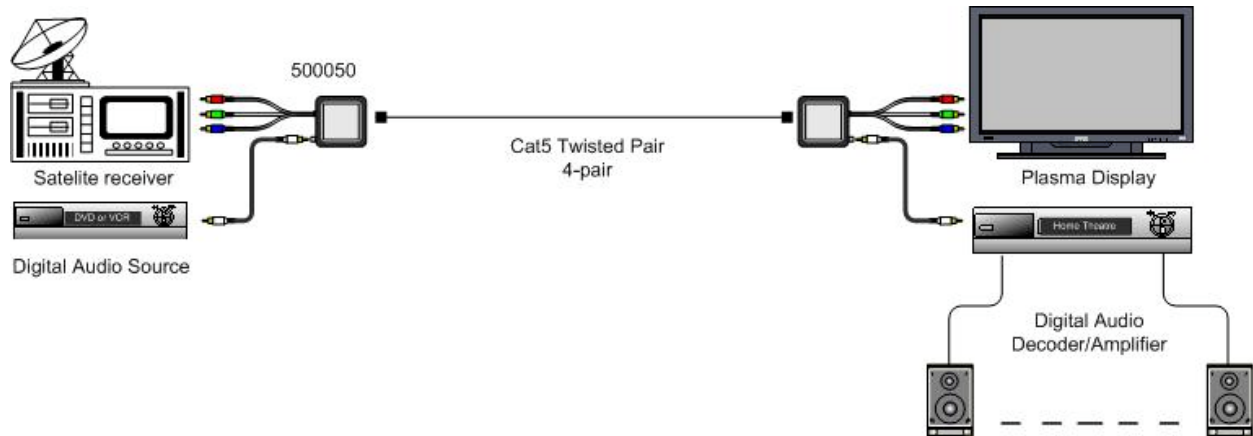 500050
Cat5 Twisted Pair
4-pair
Satelite receiver
Plasma Display
DVD or VCR
Home Theatre
Digital Audio Source
Digital Audio
Decoder/Amplifier